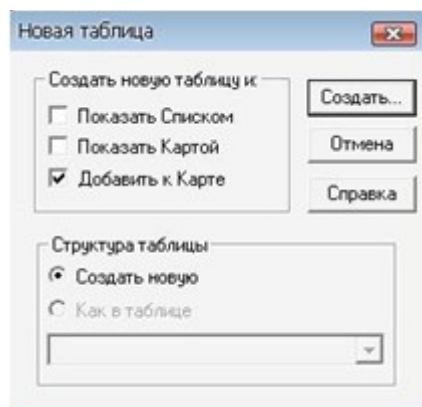 Новая таблица
Создать новую таблицу и:
Показать Списком
Показать Картой
Добавить к Карте
Создать...
Отмена
Справка
Структура таблицы
Создать новую
Как в таблице